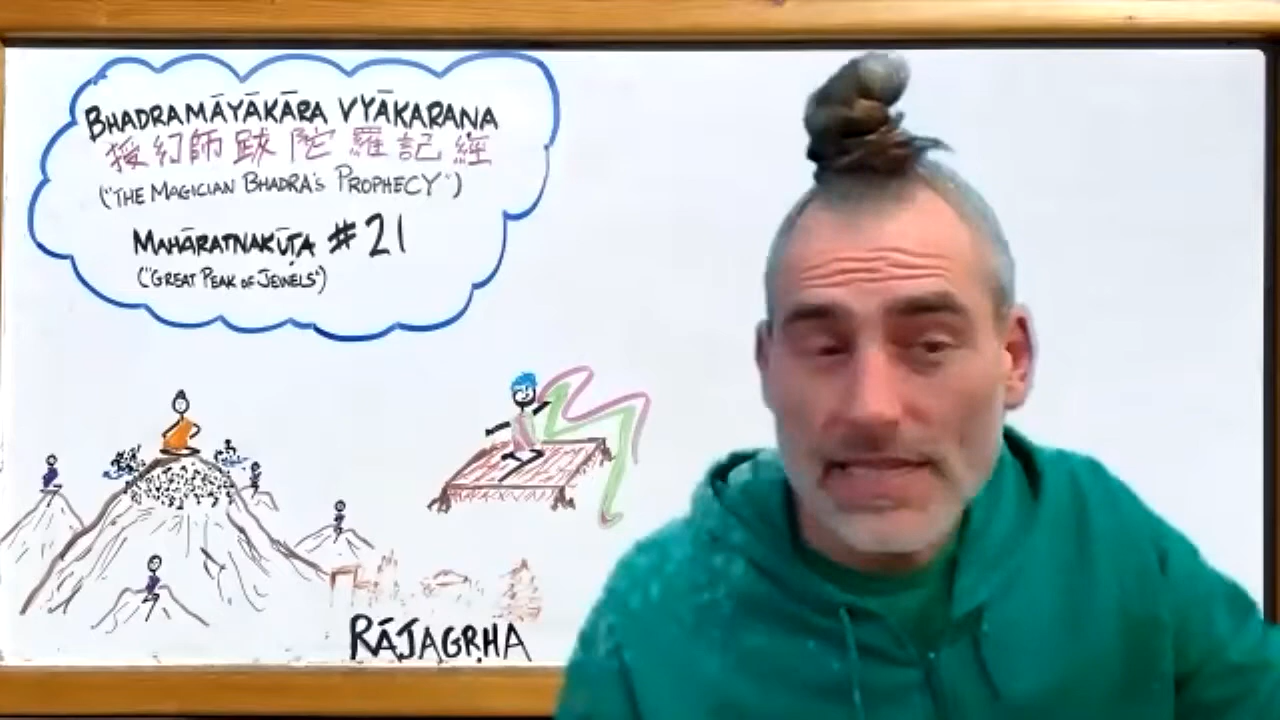 BHADRAMĀYĀKĀRA VYĀKARAṆA
授幻師跋陀羅記經
("THE MAGICIAN BHADRA'S PROPHECY")
MAHĀRATNAKŪṬA #21
("GREAT PEAK OF JEWELS")
RĀJAGṚHA